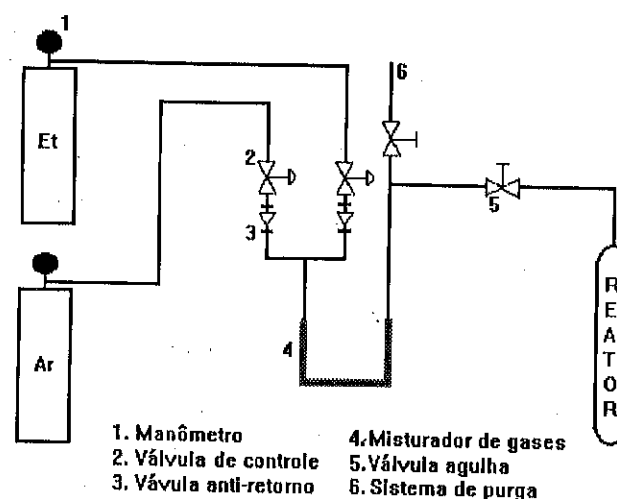 1
6
Et
2
5
3
R
E
A
T
O
R
Ar
4
1. Manômetro
2. Válvula de controle
3. Vávula anti-retorno
4. Misturador de gases
5. Válvula agulha
6. Sistema de purga